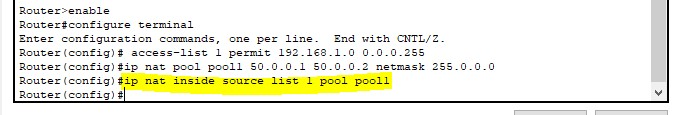 Router>enable
Router#configure terminal
Enter configuration commands, one per line.  End with CNTL/Z.
Router(config)# access-list 1 permit 192.168.1.0 0.0.0.255
Router(config)#ip nat pool pool1 50.0.0.1 50.0.0.2 netmask 255.0.0.0
Router(config)#ip nat inside source list 1 pool pool1
Router(config)#